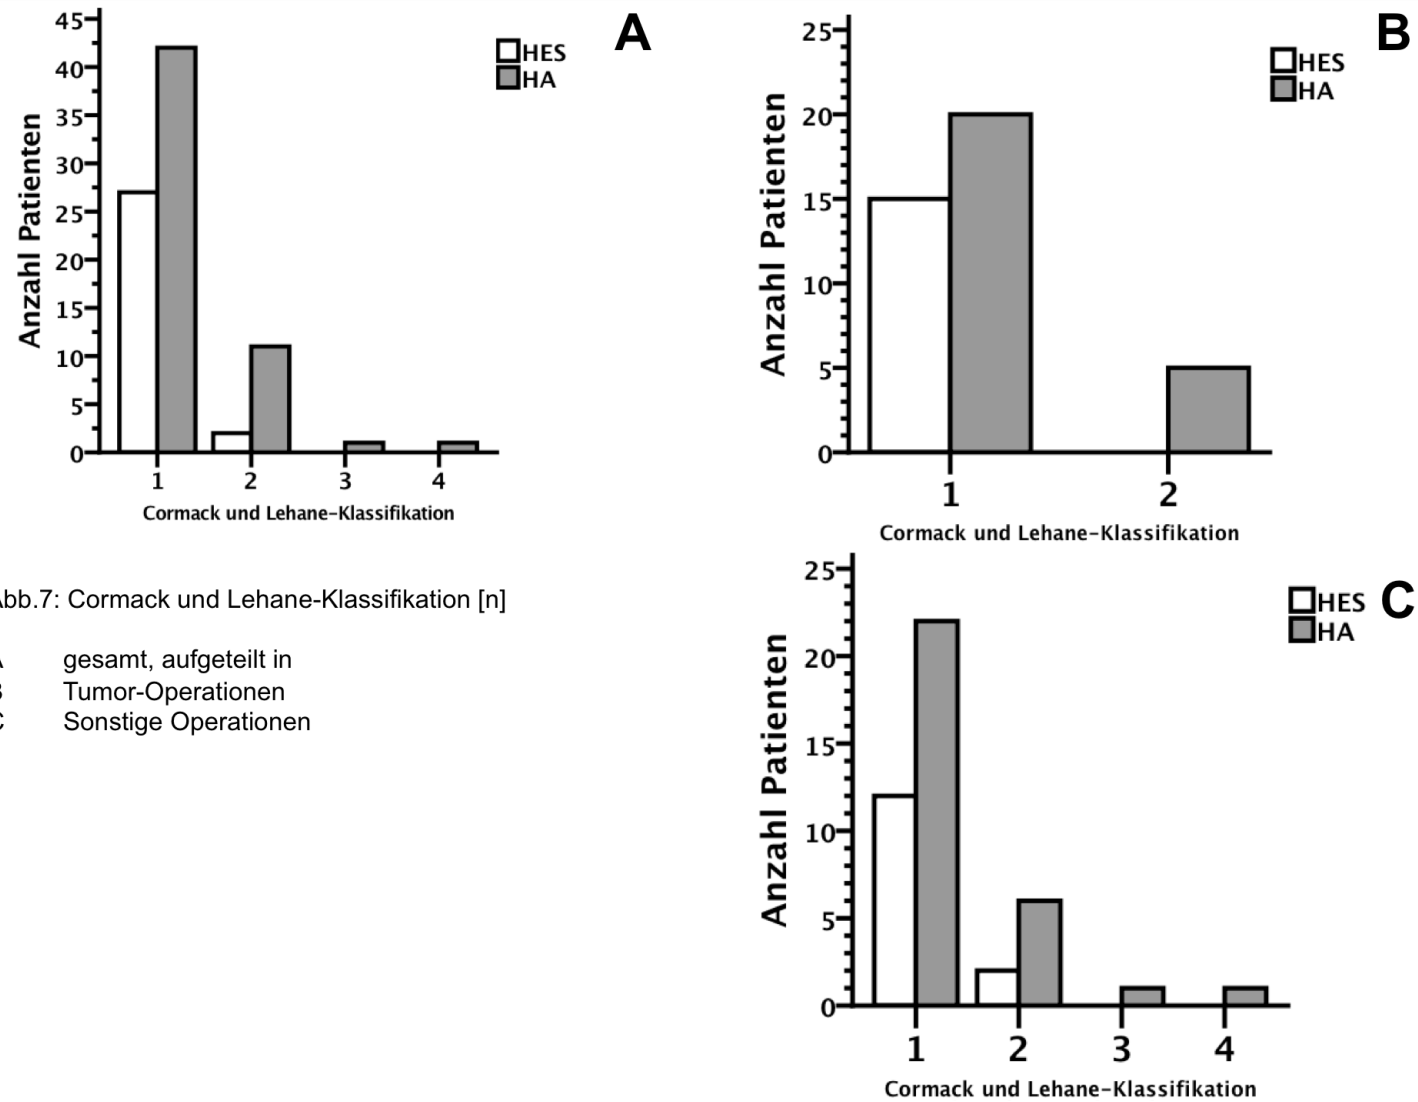 A
HES
HA
Anzahl Patienten
45
40
35
30
25
20
15
10
5
0
1 2 3 4
Cormack und Lehane-Klassifikation
B
HES
HA
Anzahl Patienten
25
20
15
10
5
0
1 2
Cormack und Lehane-Klassifikation
bb.7: Cormack und Lehane-Klassifikation [n]
gesamt, aufgeteilt in
Tumor-Operationen
Sonstige Operationen
C
HES
HA
Anzahl Patienten
25
20
15
10
5
0
1 2 3 4
Cormack und Lehane-Klassifikation